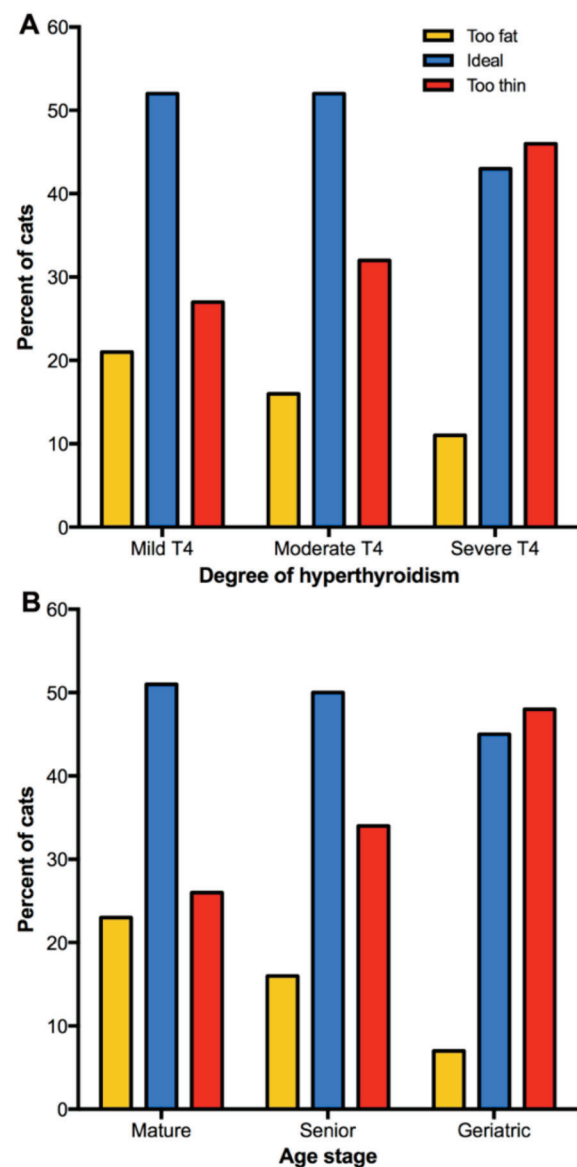 A
Too fat
Ideal
Too thin
60
50
40
30
20
10
0
Percent of cats
Mild T4 Moderate T4 Severe T4
Degree of hyperthyroidism
B
60
50
40
30
20
10
0
Percent of cats
Mature Senior Geriatric
Age stage